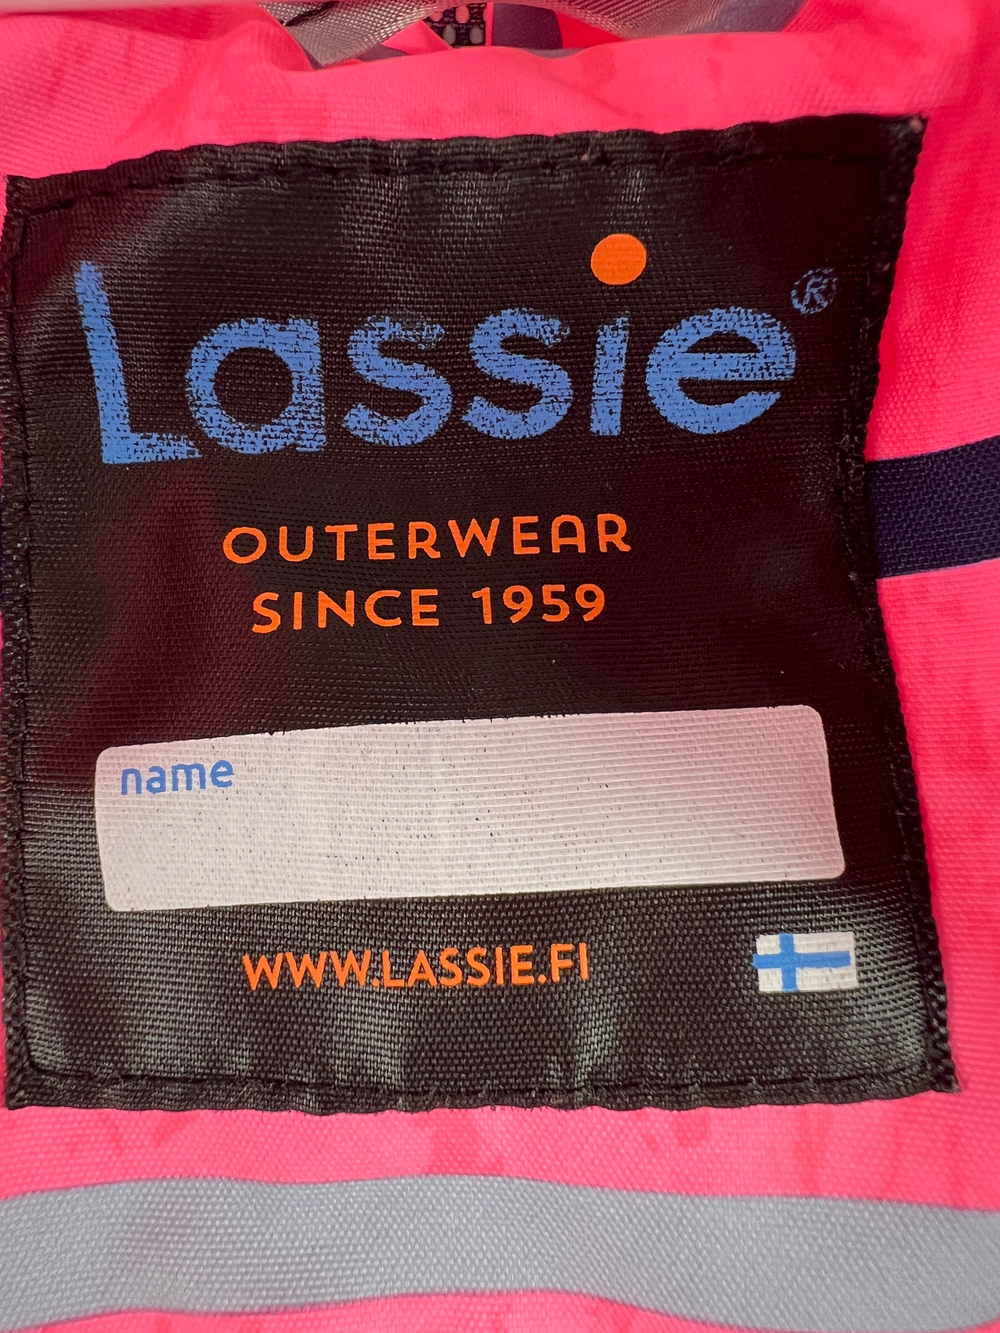 Lassie®
OUTERWEAR
SINCE 1959
name
WWW.LASSIE.FI